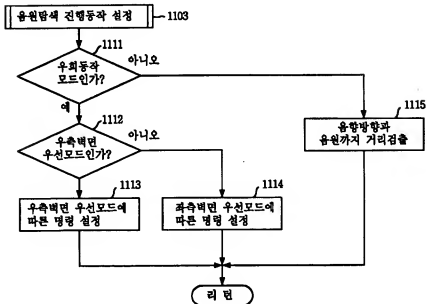 음원탐색 진행동작 설정
1103
1111
우회동작
모드인가?
아니오
예
1112
우측벽면
우선모드인가?
아니오
1115
음향방향과
음원까지 거리검출
1113
우측벽면 우선모드에
따른 명령 설정
1114
좌측벽면 우선모드에
따른 명령 설정
리 턴